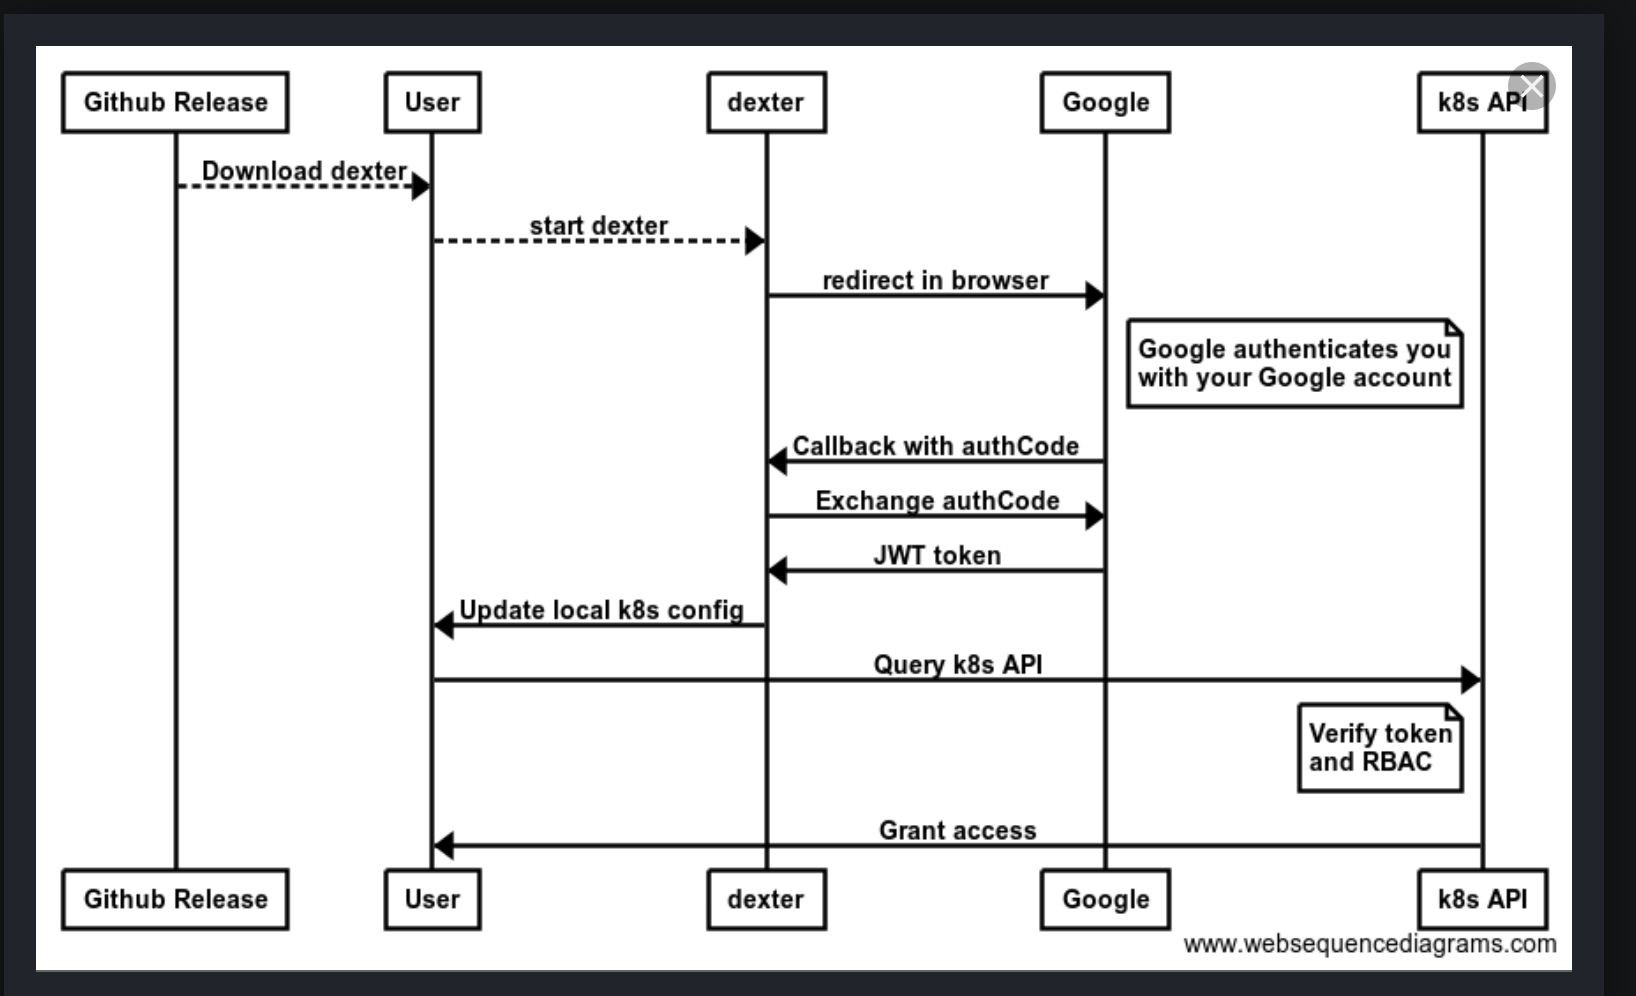 Github Release
User
dexter
Google
k8s API
Download dexter
start dexter
redirect in browser
Google authenticates you
with your Google account
Callback with authCode
Exchange authCode
JWT token
Update local k8s config
Query k8s API
Verify token
and RBAC
Grant access
Github Release
User
dexter
Google
k8s API
www.websequencediagrams.com